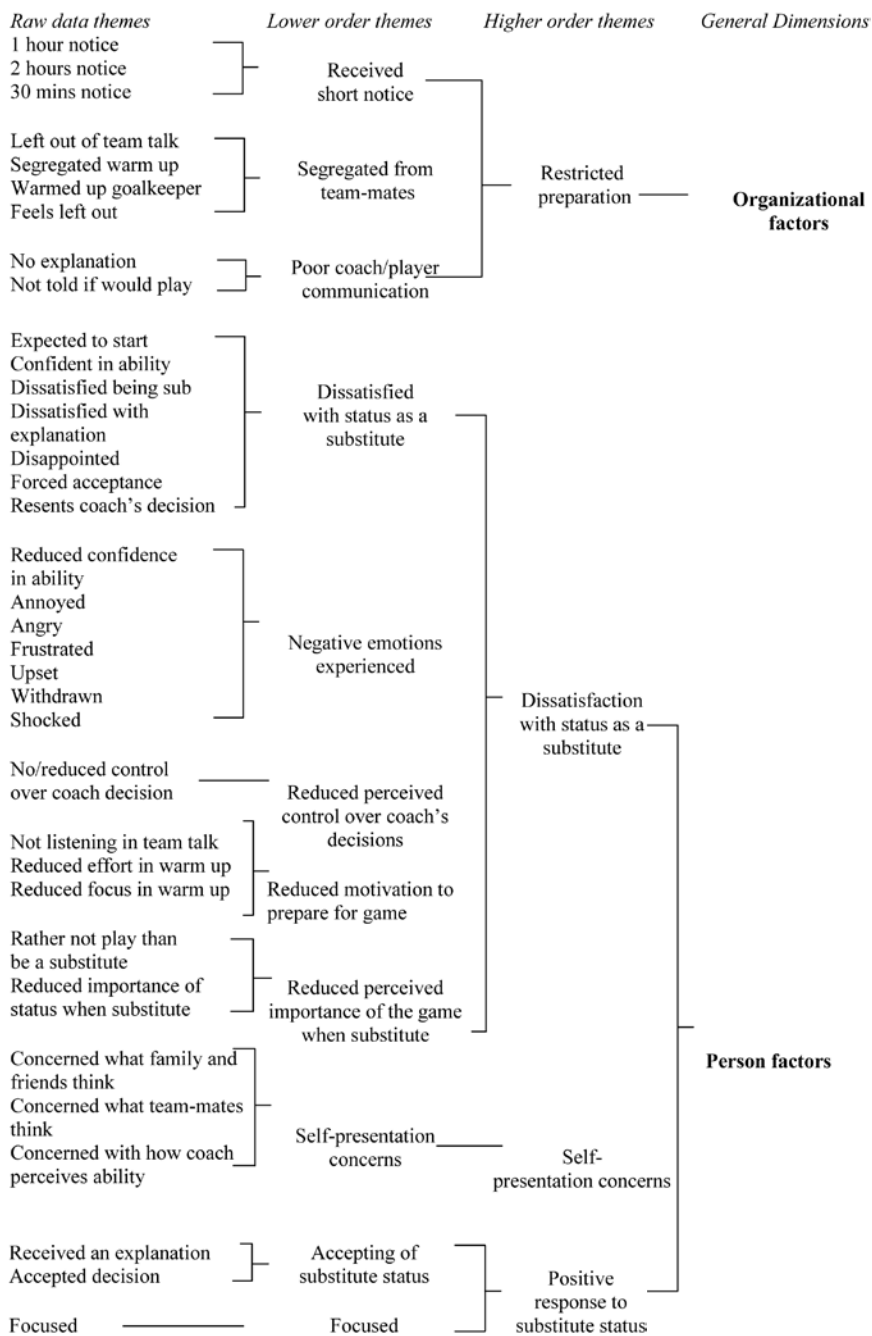 Raw data themes Lower order themes Higher order themes General Dimensions
1 hour notice
2 hours notice
30 mins notice
Received
short notice
Left out of team talk
Segregated warm up
Warmed up goalkeeper
Feels left out
Segregated from
team-mates
No explanation
Not told if would play
Poor coach/player
communication
Restricted
preparation
Organizational
factors
Expected to start
Confident in ability
Dissatisfied being sub
Dissatisfied with
explanation
Disappointed
Forced acceptance
Resents coach’s decision
Dissatisfied
with status as a
substitute
Reduced confidence
in ability
Annoyed
Angry
Frustrated
Upset
Withdrawn
Shocked
Negative emotions
experienced
No/reduced control
over coach decision
Reduced perceived
control over coach’s
decisions
Not listening in team talk
Reduced effort in warm up
Reduced focus in warm up
Reduced motivation to
prepare for game
Rather not play than
be a substitute
Reduced importance of
status when substitute
Reduced perceived
importance of the game
when substitute
Dissatisfaction
with status as a
substitute
Concerned what family and
friends think
Concerned what team-mates
think
Concerned with how coach
perceives ability
Self-presentation
concerns
Self-
presentation concerns
Person factors
Received an explanation
Accepted decision
Accepting of
substitute status
Focused
Focused
Positive
response to
substitute status